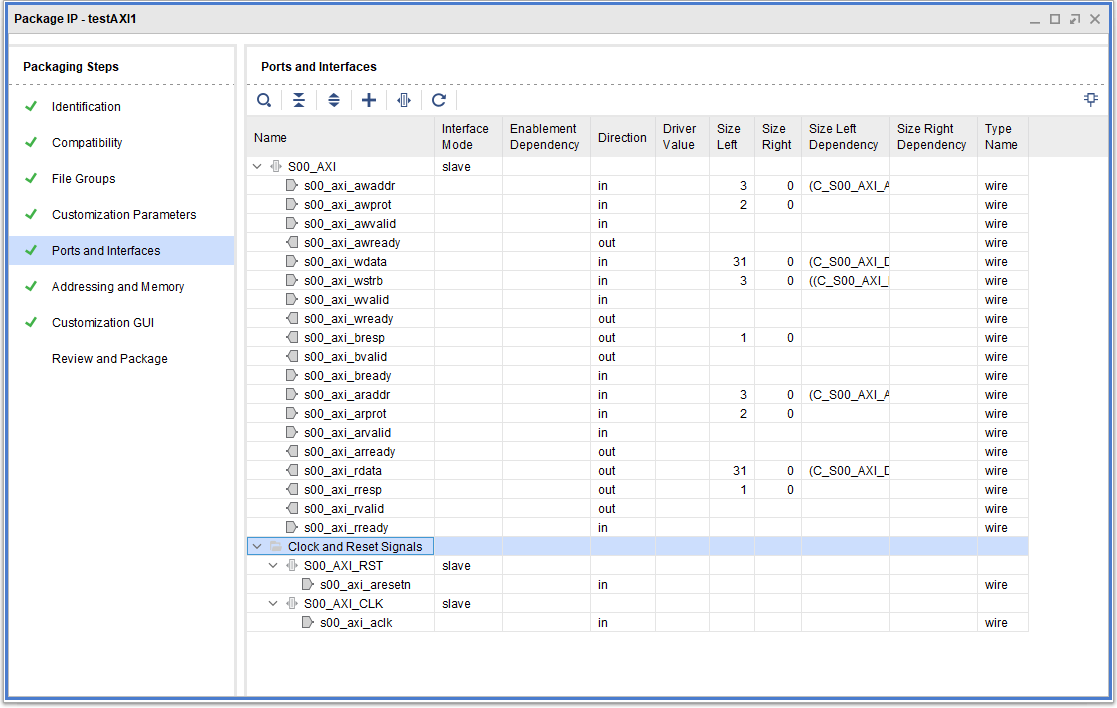 Package IP - testAXI1
Packaging Steps
Identification
Compatibility
File Groups
Customization Parameters
Ports and Interfaces
Addressing and Memory
Customization GUI
Review and Package
Ports and Interfaces
Name Interface Mode Enablement Dependency Direction Driver Value Size Left Size Right Size Left Dependency Size Right Dependency Type Name
S00_AXI slave
s00_axi_awaddr in 3 0 (C_S00_AXI_A wire
s00_axi_awprot in 2 0 wire
s00_axi_awvalid in wire
s00_axi_awready out wire
s00_axi_wdata in 31 0 (C_S00_AXI_D wire
s00_axi_wstrb in 3 0 ((C_S00_AXI_ wire
s00_axi_wvalid in wire
s00_axi_wready out wire
s00_axi_bresp out 1 0 wire
s00_axi_bvalid out wire
s00_axi_bready in wire
s00_axi_araddr in 3 0 (C_S00_AXI_A wire
s00_axi_arprot in 2 0 wire
s00_axi_arvalid in wire
s00_axi_arready out wire
s00_axi_rdata out 31 0 (C_S00_AXI_D wire
s00_axi_rresp out 1 0 wire
s00_axi_rvalid out wire
s00_axi_rready in wire
Clock and Reset Signals
S00_AXI_RST slave
s00_axi_aresetn in wire
S00_AXI_CLK slave
s00_axi_aclk in wire